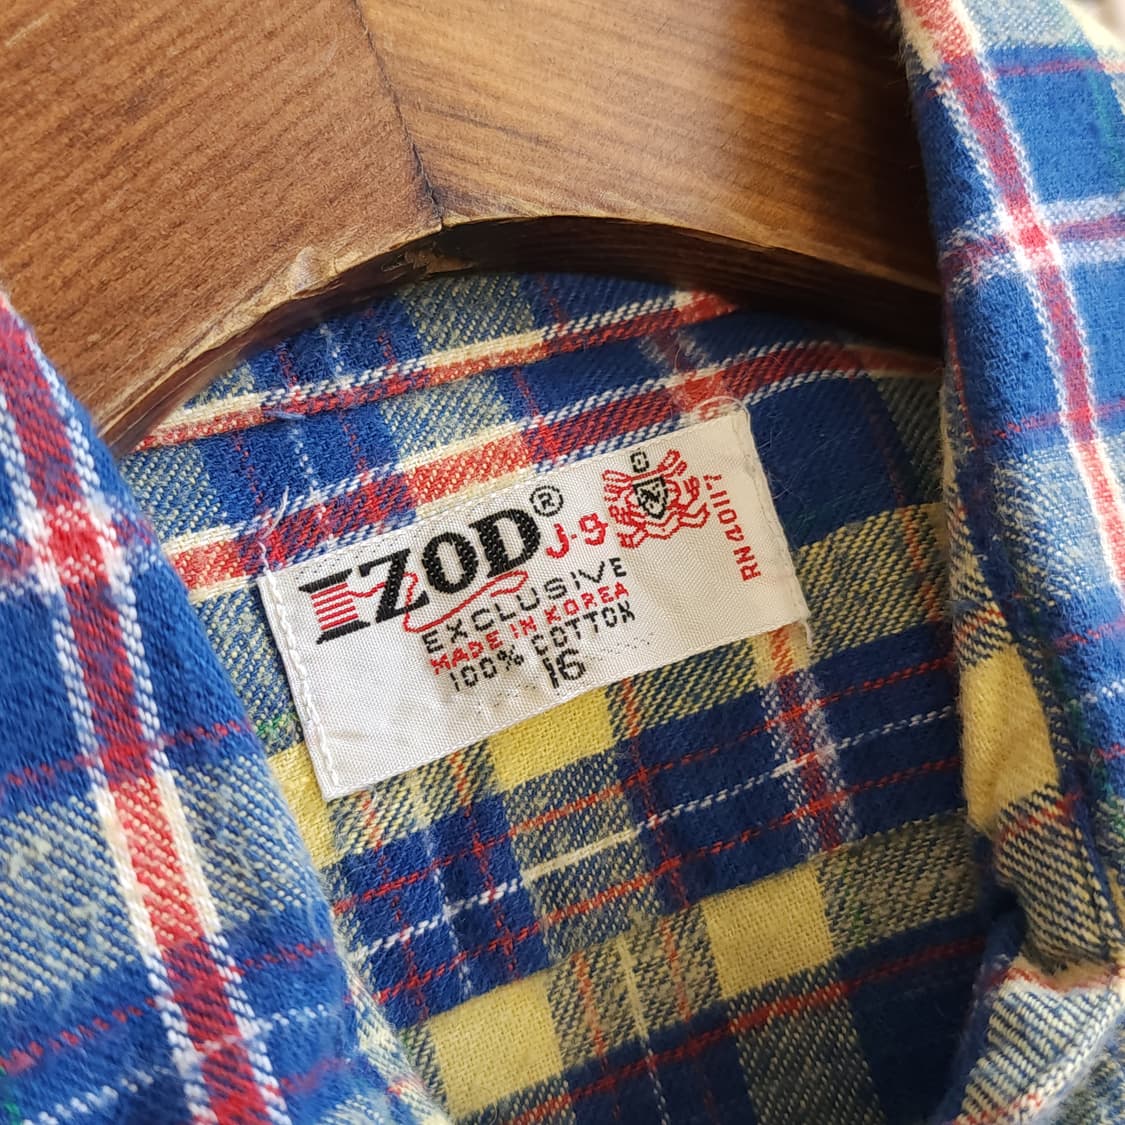 IZOD® J-9
EXCLUSIVE
MADE IN KOREA
100% COTTON
16
RN 40117